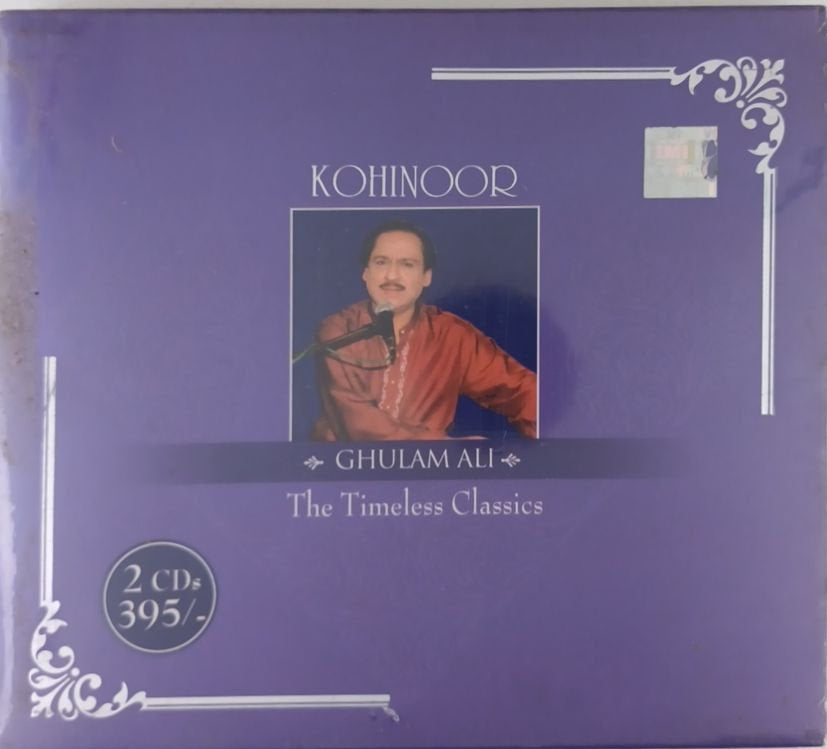 KOHINOOR
GHULAM ALI
The Timeless Classics
2 CDs
395/-